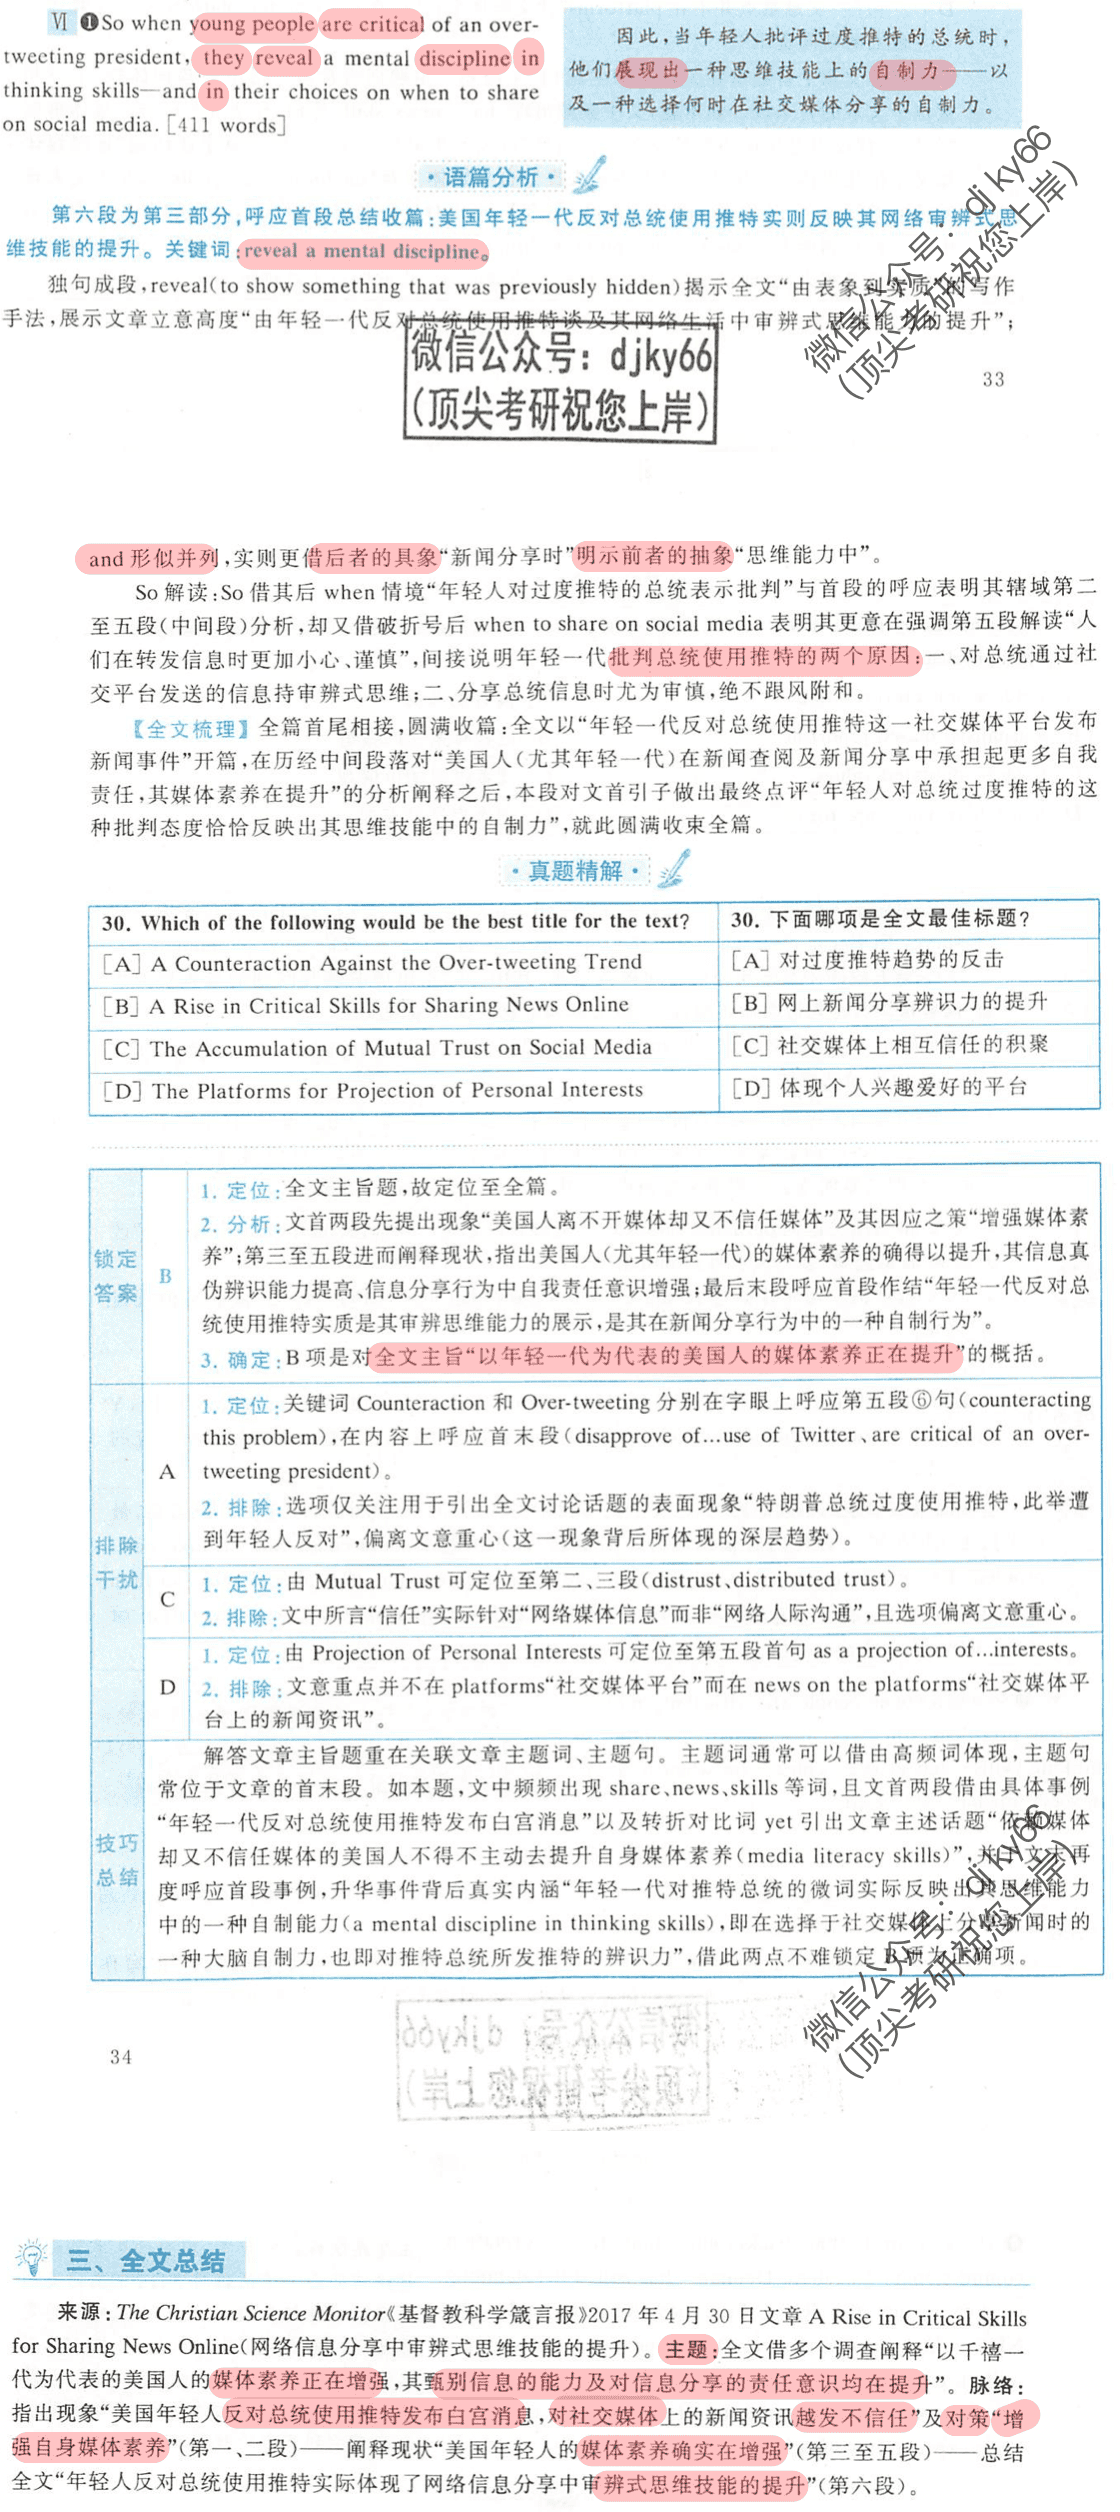 Ⅵ ❶So when young people are critical of an over-
tweeting president, they reveal a mental discipline in
thinking skills—and in their choices on when to share
on social media. [411 words]
因此,当年轻人批评过度推特的总统时,
他们展现出一种思维技能上的自制力——以
及一种选择何时在社交媒体分享的自制力。
·语篇分析·
第六段为第三部分,呼应首段总结收篇:美国年轻一代反对总统使用推特实则反映其网络审辨式思
维技能的提升。关键词:reveal a mental discipline。
独句成段,reveal(to show something that was previously hidden)揭示全文“由表象到实质”的写作
手法,展示文章立意高度“由年轻一代反对总统使用推特谈及其网络生活中审辨式思维能力的提升”;
微信公众号：djky66
(顶尖考研祝您上岸)
微信公众号：djky66
(顶尖考研祝您上岸)
33
and 形似并列,实则更借后者的具象“新闻分享时”明示前者的抽象“思维能力中”。
So 解读:So 借其后 when 情境“年轻人对过度推特的总统表示批判”与首段的呼应表明其辖域第二
至五段(中间段)分析,却又借破折号后 when to share on social media 表明其更意在强调第五段解读“人
们在转发信息时更加小心、谨慎”,间接说明年轻一代批判总统使用推特的两个原因:一、对总统通过社
交平台发送的信息持审辨式思维;二、分享总统信息时尤为审慎,绝不跟风附和。
【全文梳理】全篇首尾相接,圆满收篇:全文以“年轻一代反对总统使用推特这一社交媒体平台发布
新闻事件”开篇,在历经中间段落对“美国人(尤其年轻一代)在新闻查阅及新闻分享中承担起更多自我
责任,其媒体素养在提升”的分析阐释之后,本段对文首引子做出最终点评“年轻人对总统过度推特的这
种批判态度恰恰反映出其思维技能中的自制力”,就此圆满收束全篇。
·真题精解·
30. Which of the following would be the best title for the text?
30. 下面哪项是全文最佳标题?
[A] A Counteraction Against the Over-tweeting Trend
[A] 对过度推特趋势的反击
[B] A Rise in Critical Skills for Sharing News Online
[B] 网上新闻分享辨识力的提升
[C] The Accumulation of Mutual Trust on Social Media
[C] 社交媒体上相互信任的积聚
[D] The Platforms for Projection of Personal Interests
[D] 体现个人兴趣爱好的平台
锁定
答案
B
1. 定位:全文主旨题,故定位至全篇。
2. 分析:文首两段先提出现象“美国人离不开媒体却又不信任媒体”及其因应之策“增强媒体素
养”;第三至五段进而阐释现状,指出美国人(尤其年轻一代)的媒体素养的确得以提升,其信息真
伪辨识能力提高、信息分享行为中自我责任意识增强;最后末段呼应首段作结“年轻一代反对总
统使用推特实质是其审辨思维能力的展示,是其在新闻分享行为中的一种自制行为”。
3. 确定:B 项是对全文主旨“以年轻一代为代表的美国人的媒体素养正在提升”的概括。
排除
干扰
A
1. 定位:关键词 Counteraction 和 Over-tweeting 分别在字眼上呼应第五段⑥句(counteracting
this problem),在内容上呼应首末段(disapprove of…use of Twitter、are critical of an over-
tweeting president)。
2. 排除:选项仅关注用于引出全文讨论话题的表面现象“特朗普总统过度使用推特,此举遭
到年轻人反对”,偏离文意重心(这一现象背后所体现的深层趋势)。
C
1. 定位:由 Mutual Trust 可定位至第二、三段(distrust、distributed trust)。
2. 排除:文中所言“信任”实际针对“网络媒体信息”而非“网络人际沟通”,且选项偏离文意重心。
D
1. 定位:由 Projection of Personal Interests 可定位至第五段首句 as a projection of…interests。
2. 排除:文意重点并不在 platforms“社交媒体平台”而在 news on the platforms“社交媒体平
台上的新闻资讯”。
技巧
总结
解答文章主旨题重在关联文章主题词、主题句。主题词通常可以借由高频词体现,主题句
常位于文章的首末段。如本题,文中频频出现 share、news、skills 等词,且文首两段借由具体事例
“年轻一代反对总统使用推特发布白宫消息”以及转折对比词 yet 引出文章主述话题“依赖媒体
却又不信任媒体的美国人不得不主动去提升自身媒体素养(media literacy skills)”,并于文末再
度呼应首段事例,升华事件背后真实内涵“年轻一代对推特总统的微词实际反映出其思维能力
中的一种自制能力(a mental discipline in thinking skills),即在选择于社交媒体上分享新闻时的
一种大脑自制力,也即对推特总统所发推特的辨识力”,借此两点不难锁定 B 项为正确项。
微信公众号：djky66
(顶尖考研祝您上岸)
34
三、全文总结
来源:The Christian Science Monitor《基督教科学箴言报》2017 年 4 月 30 日文章 A Rise in Critical Skills
for Sharing News Online(网络信息分享中审辨式思维技能的提升)。主题:全文借多个调查阐释“以千禧一
代为代表的美国人的媒体素养正在增强,其甄别信息的能力及对信息分享的责任意识均在提升”。脉络:
指出现象“美国年轻人反对总统使用推特发布白宫消息,对社交媒体上的新闻资讯越发不信任”及对策“增
强自身媒体素养”(第一、二段)——阐释现状“美国年轻人的媒体素养确实在增强”(第三至五段)——总结
全文“年轻人反对总统使用推特实际体现了网络信息分享中审辨式思维技能的提升”(第六段)。